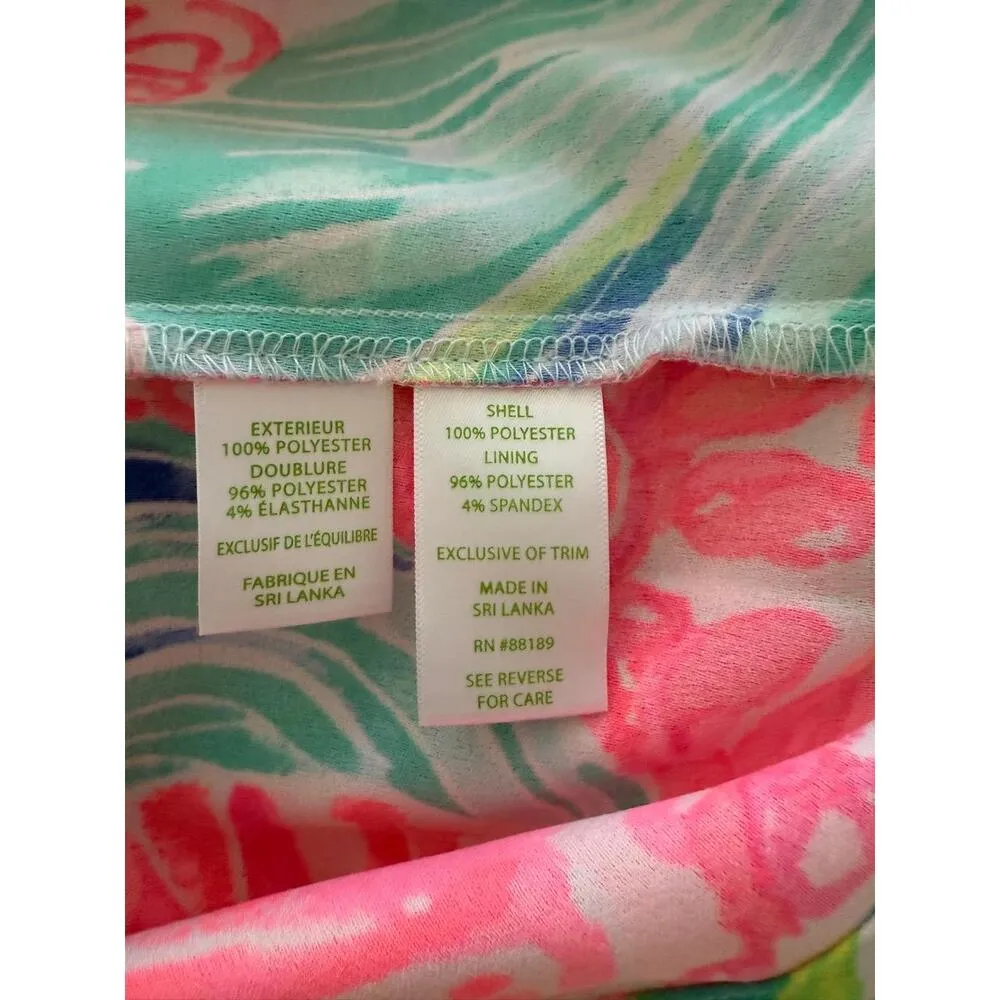 EXTERIEUR
100% POLYESTER
DOUBLURE
96% POLYESTER
4% ÉLASTHANNE
EXCLUSIF DE L'ÉQUILIBRE
FABRIQUE EN
SRI LANKA
SHELL
100% POLYESTER
LINING
96% POLYESTER
4% SPANDEX
EXCLUSIVE OF TRIM
MADE IN
SRI LANKA
RN #88189
SEE REVERSE
FOR CARE